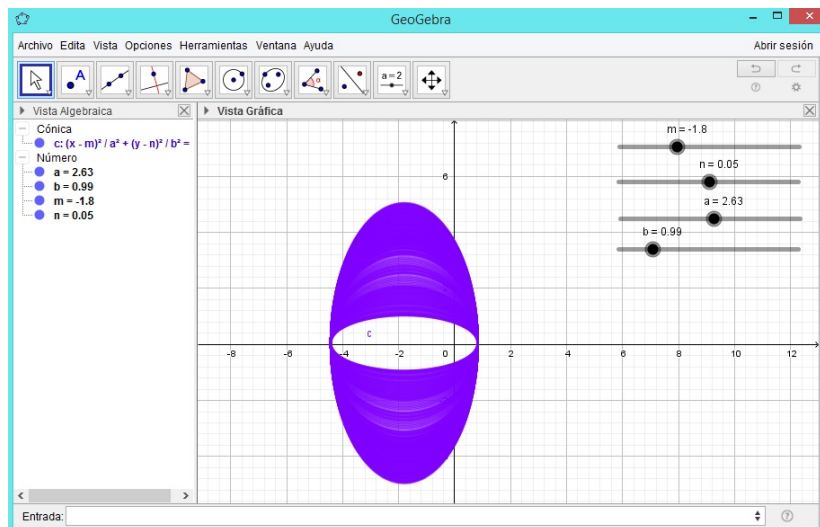 GeoGebra
Archivo Edita Vista Opciones Herramientas Ventana Ayuda
Abrir sesión
A
α
a = 2
Vista Algebraica
Vista Gráfica
Cónica
c: (x - m)² / a² + (y - n)² / b² =
Número
a = 2.63
b = 0.99
m = -1.8
n = 0.05
m = -1.8
n = 0.05
a = 2.63
b = 0.99
6
c
-8 -6 -4 -2 0 2 4 6 8 10 12
Entrada: